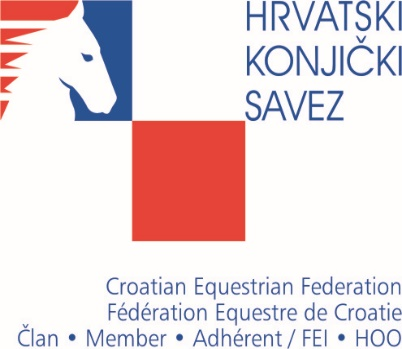 HRVATSKI
KONJIČKI
SAVEZ
Croatian Equestrian Federation
Fédération Equestre de Croatie
Član • Member • Adhérent / FEI • HOO